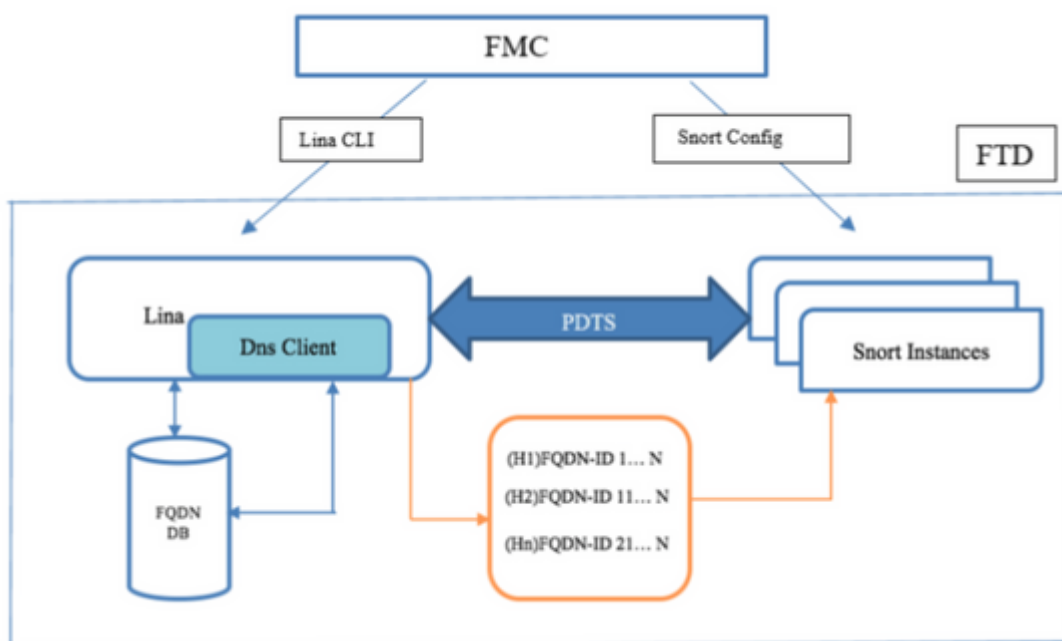 FMC
Lina CLI
Snort Config
FTD
Lina
Dns Client
PDTS
Snort Instances
(H1)FQDN-ID 1... N
(H2)FQDN-ID 11... N
(Hn)FQDN-ID 21... N
FQDN
DB